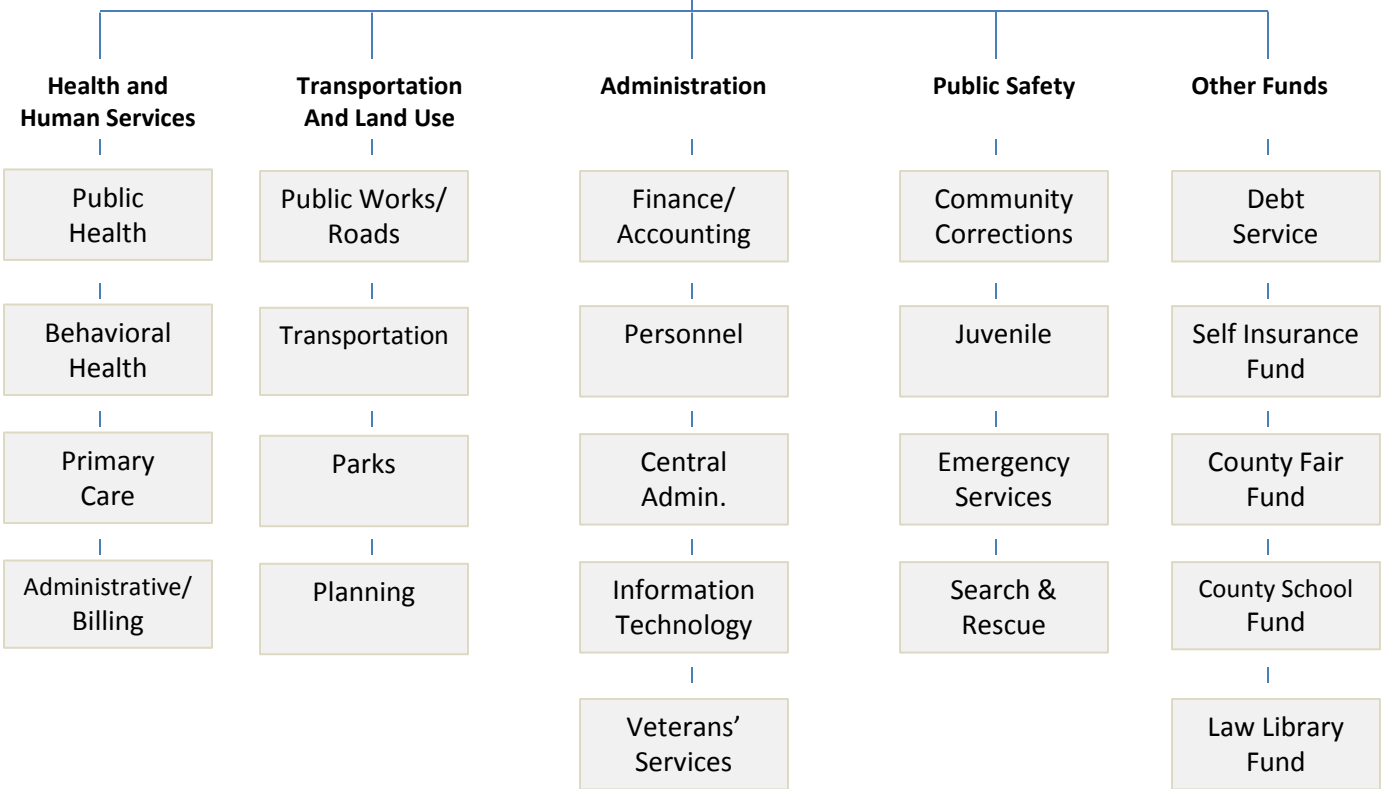 Health and
Human Services
Transportation
And Land Use
Administration
Public Safety
Other Funds
Public
Health
Public Works/
Roads
Finance/
Accounting
Community
Corrections
Debt
Service
Behavioral
Health
Transportation
Personnel
Juvenile
Self Insurance
Fund
Primary
Care
Parks
Central
Admin.
Emergency
Services
County Fair
Fund
Administrative/
Billing
Planning
Information
Technology
Search &
Rescue
County School
Fund
Veterans’
Services
Law Library
Fund